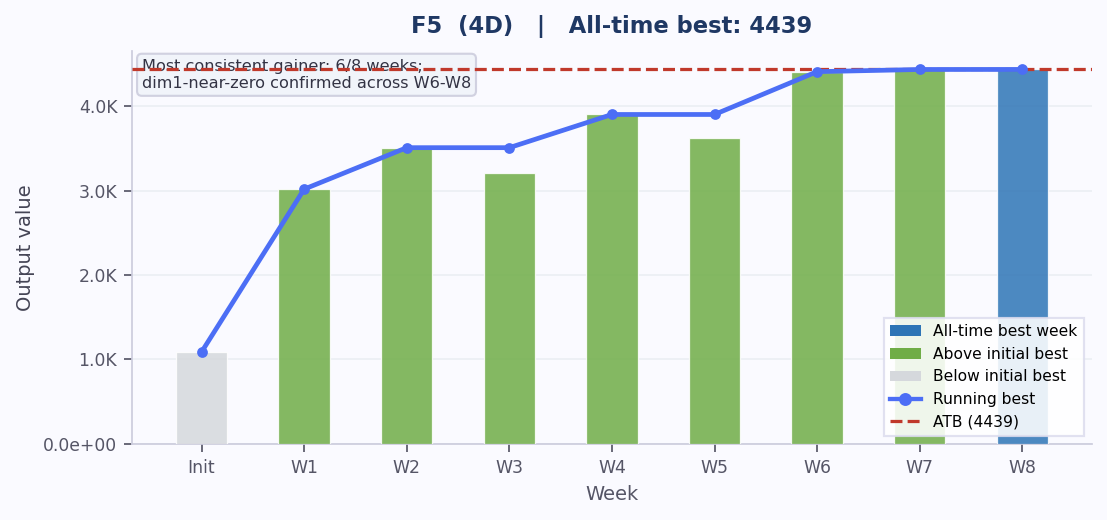 F5  (4D)   |   All-time best: 4439
Most consistent gainer: 6/8 weeks;
dim1-near-zero confirmed across W6-W8
Output value
4.0K
3.0K
2.0K
1.0K
0.0e+00
All-time best week
Above initial best
Below initial best
Running best
ATB (4439)
Init W1 W2 W3 W4 W5 W6 W7 W8
Week